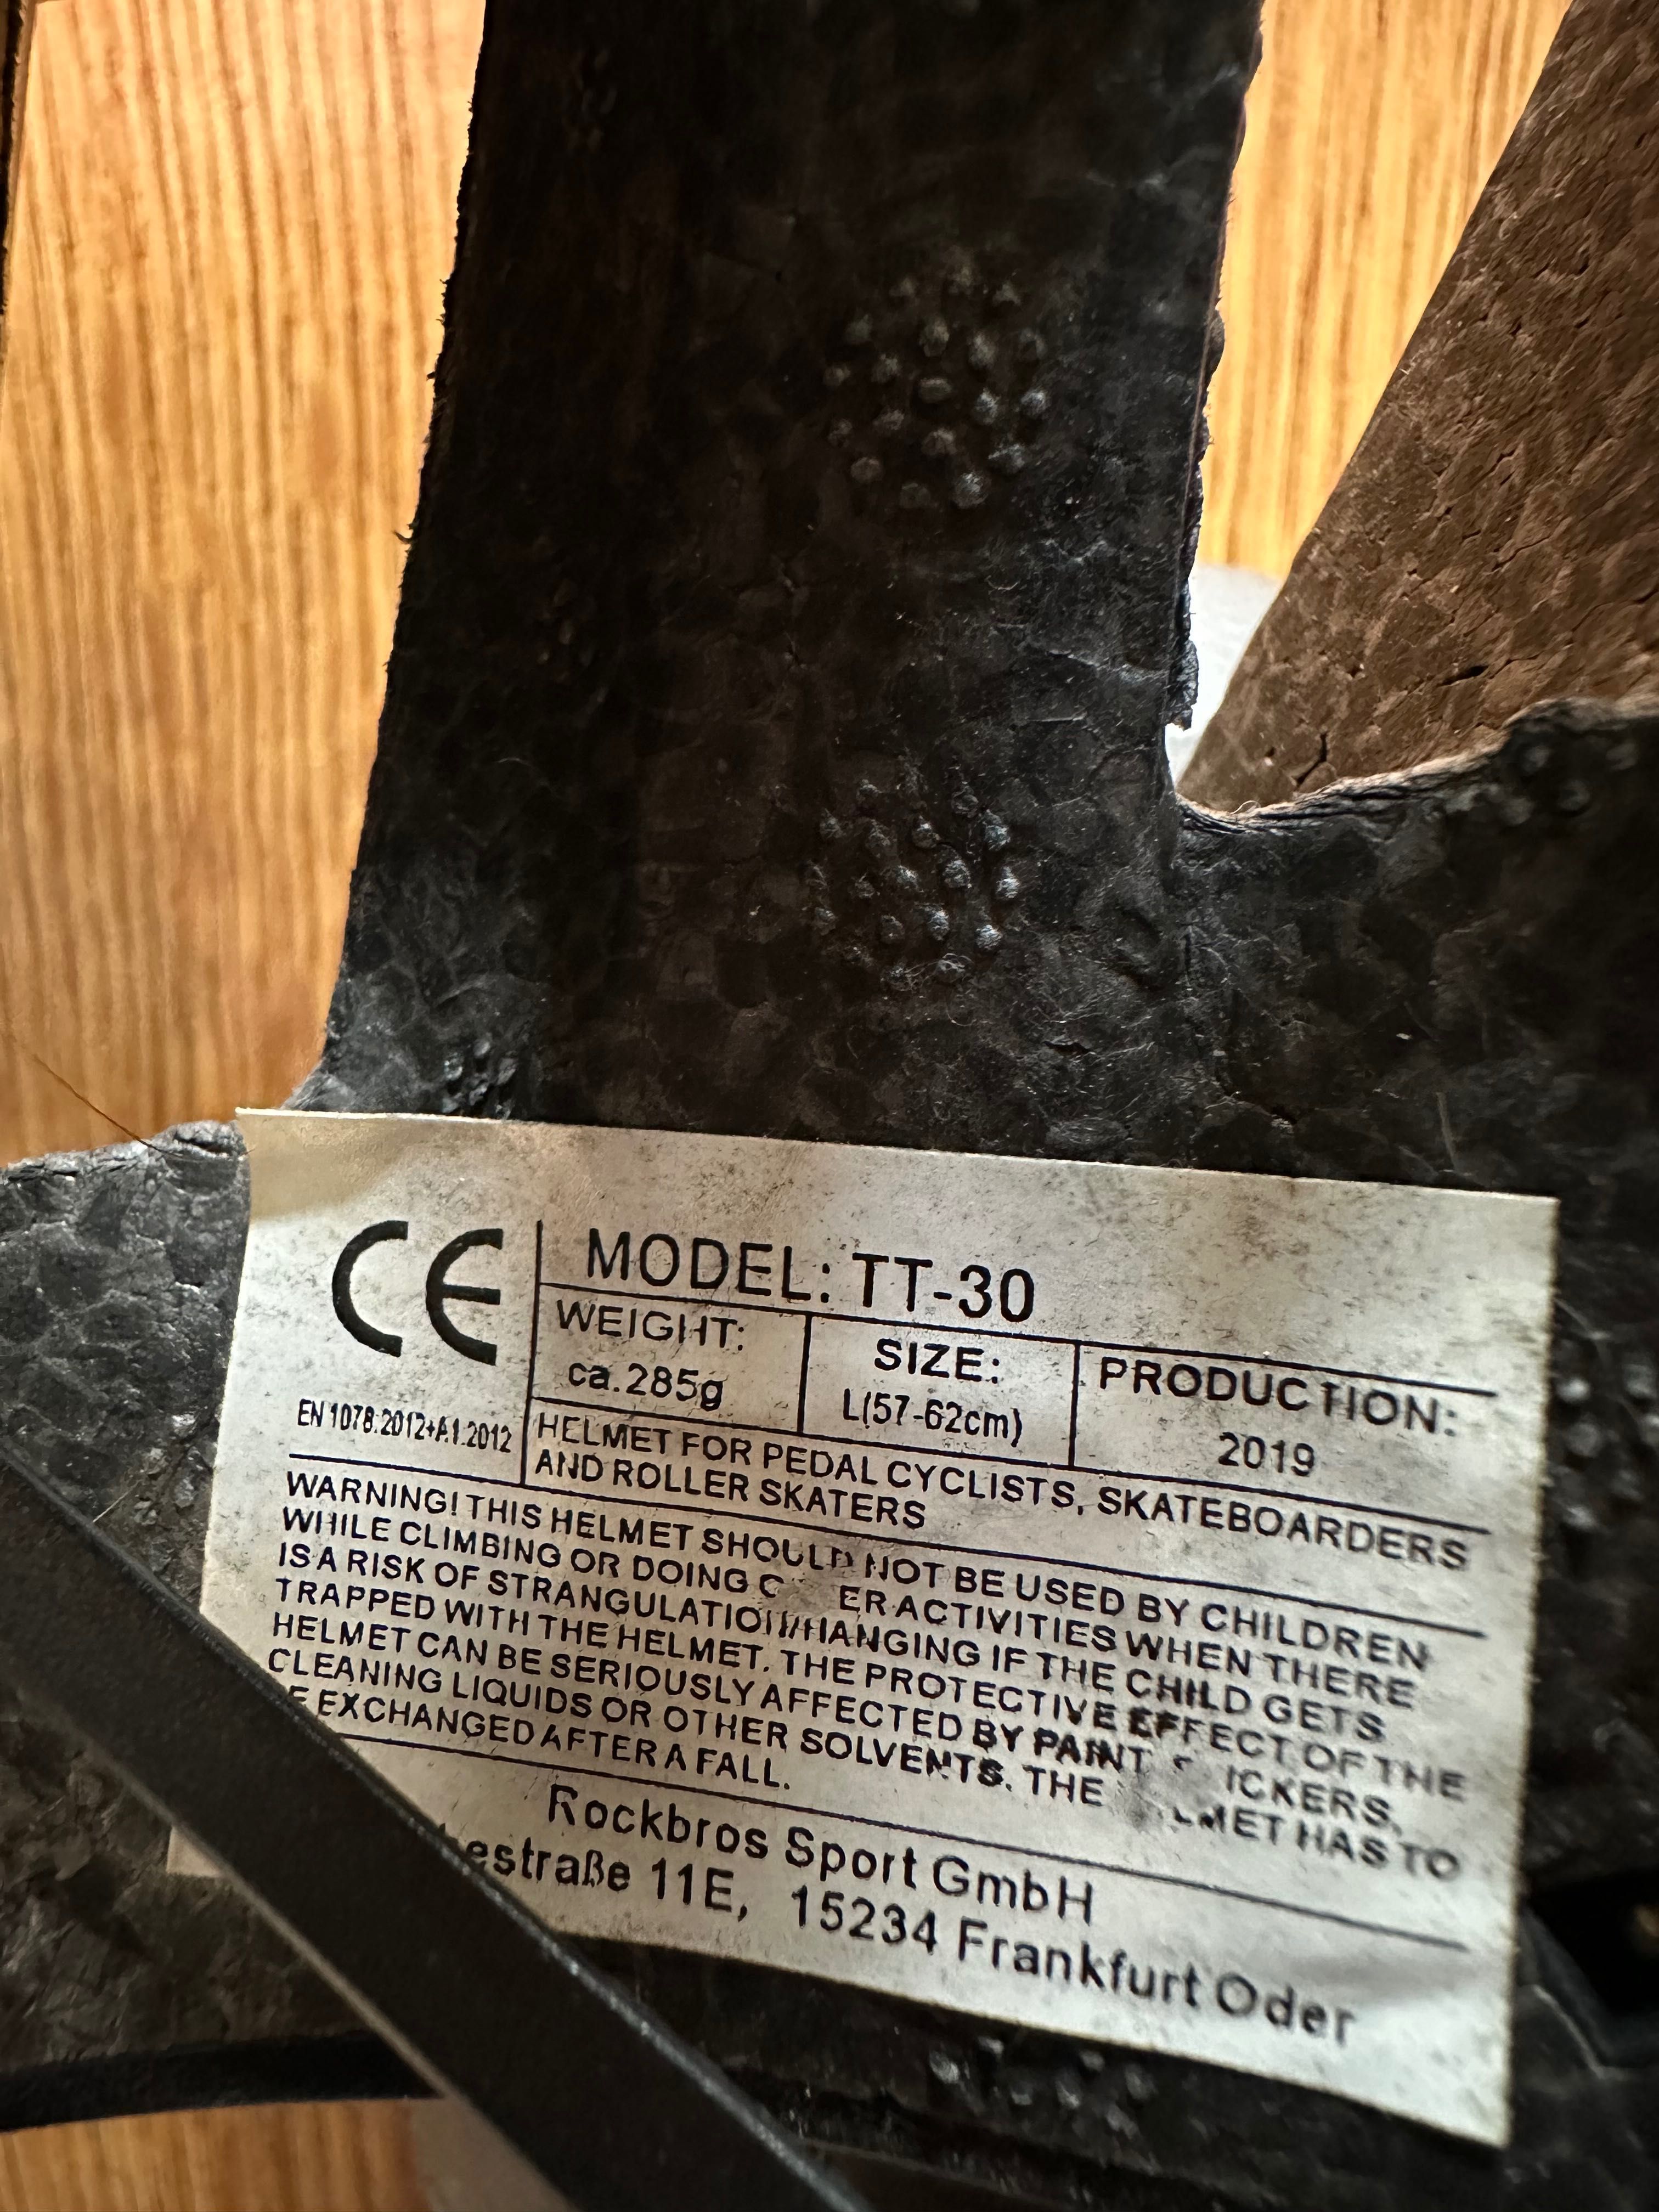 CE
EN 1078:2012+A1:2012
MODEL: TT-30
WEIGHT:
ca.285g
SIZE:
L(57-62cm)
PRODUCTION:
2019
HELMET FOR PEDAL CYCLISTS, SKATEBOARDERS
AND ROLLER SKATERS
WARNING! THIS HELMET SHOULD NOT BE USED BY CHILDREN
WHILE CLIMBING OR DOING ACTIVITIES WHEN THERE
IS A RISK OF STRANGULATION/HANGING IF THE CHILD GETS
TRAPPED WITH THE HELMET. THE PROTECTIVE EFFECT OF THE
HELMET CAN BE SERIOUSLY AFFECTED BY PAINT
CLEANING LIQUIDS OR OTHER SOLVENTS. THE HAS TO
EXCHANGED AFTER A FALL.
Rockbros Sport GmbH
11E, 15234 Frankfurt Oder